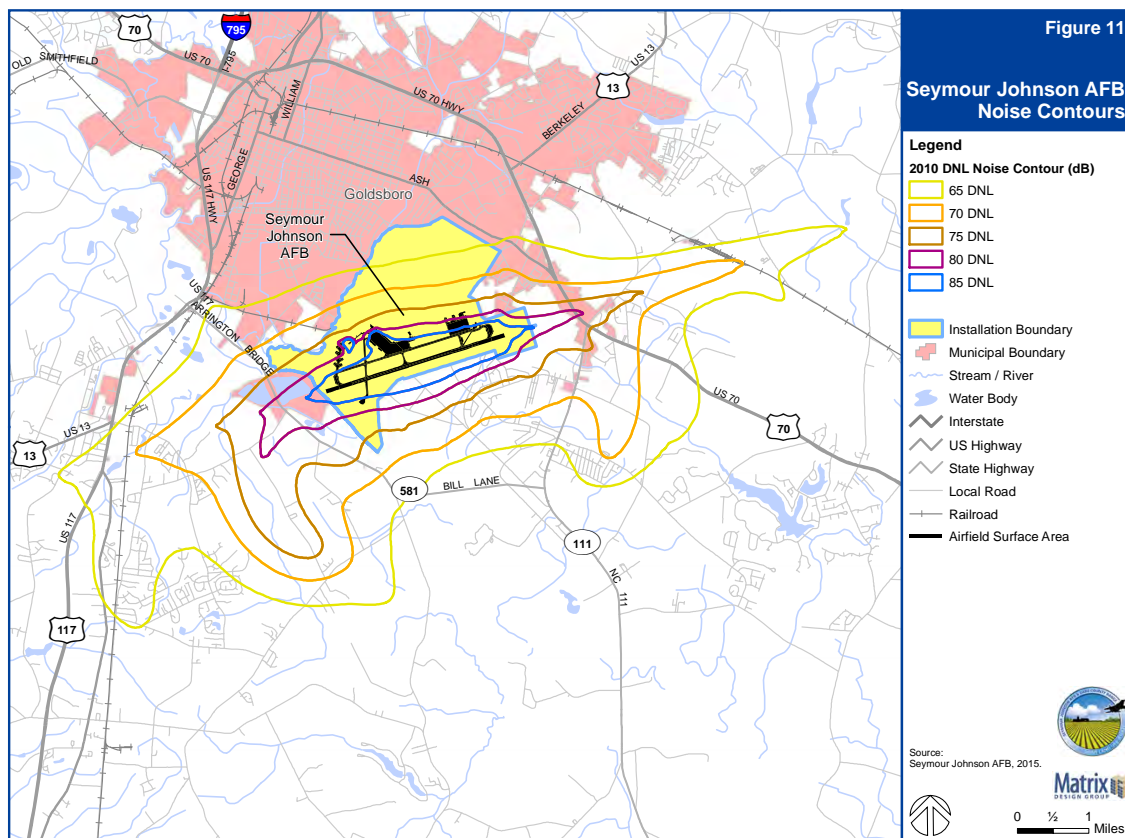 70
795
OLD SMITHFIELD
US 70
I-795
WILLIAM
US 70 HWY
US 13
13
BERKELEY
GEORGE
US 117 HWY
ASH
Goldsboro
Seymour
Johnson
AFB
US 117
ARRINGTON BRIDGE
US 13
13
US 70
70
581
BILL LANE
111
NC 111
US 117
117
Figure 11
Seymour Johnson AFB
Noise Contours
Legend
2010 DNL Noise Contour (dB)
65 DNL
70 DNL
75 DNL
80 DNL
85 DNL
Installation Boundary
Municipal Boundary
Stream / River
Water Body
Interstate
US Highway
State Highway
Local Road
Railroad
Airfield Surface Area
Source:
Seymour Johnson AFB, 2015.
Matrix
DESIGN GROUP
0 ½ 1
Miles